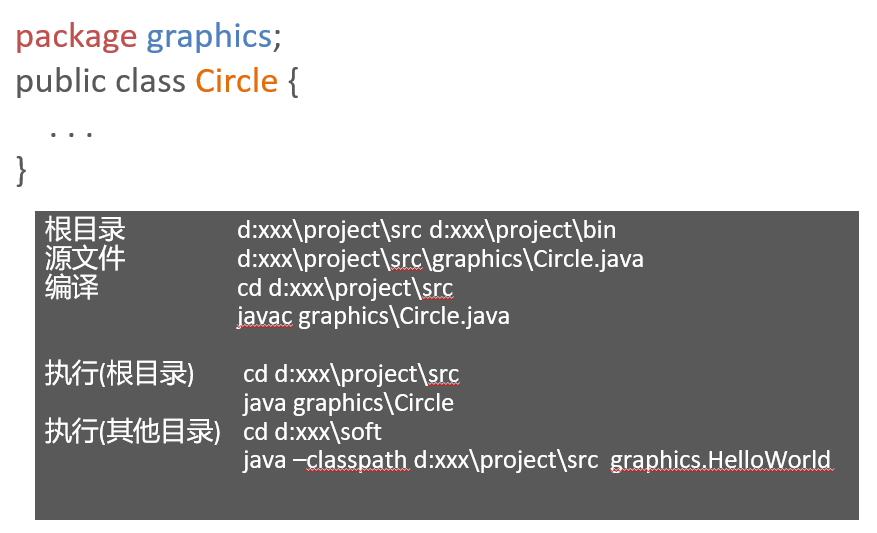 package graphics;
public class Circle {
. . .
}
根目录 d:xxx\project\src d:xxx\project\bin
源文件 d:xxx\project\src\graphics\Circle.java
编译 cd d:xxx\project\src
javac graphics\Circle.java
执行(根目录) cd d:xxx\project\src
java graphics\Circle
执行(其他目录) cd d:xxx\soft
java –classpath d:xxx\project\src graphics.HelloWorld